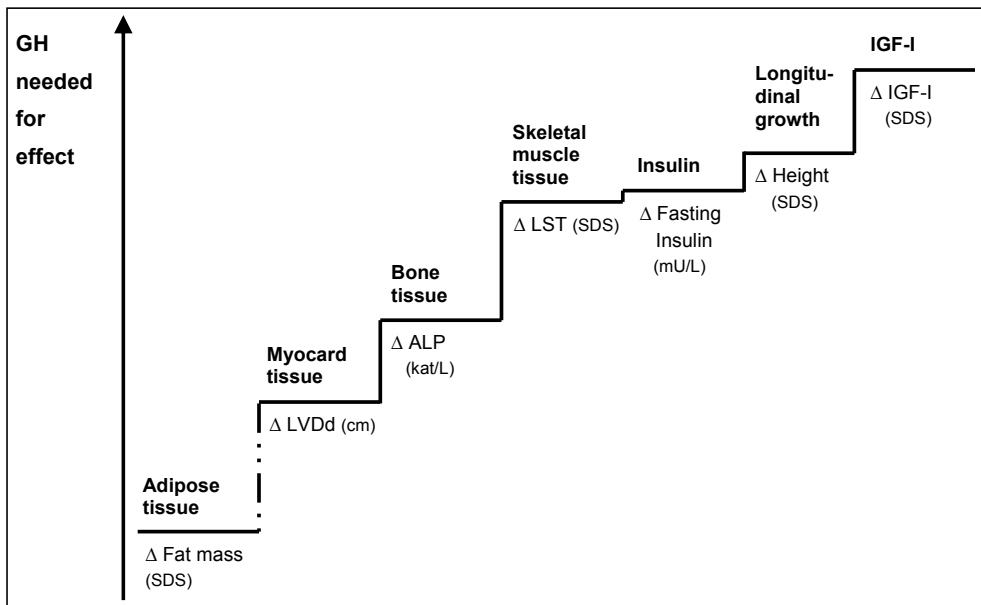 GH
needed
for
effect
Adipose
tissue
∆ Fat mass
(SDS)
Myocard
tissue
∆ LVDd (cm)
Bone
tissue
∆ ALP
(kat/L)
Skeletal
muscle
tissue
∆ LST (SDS)
Insulin
∆ Fasting
Insulin
(mU/L)
Longitu-
dinal
growth
∆ Height
(SDS)
IGF-I
∆ IGF-I
(SDS)